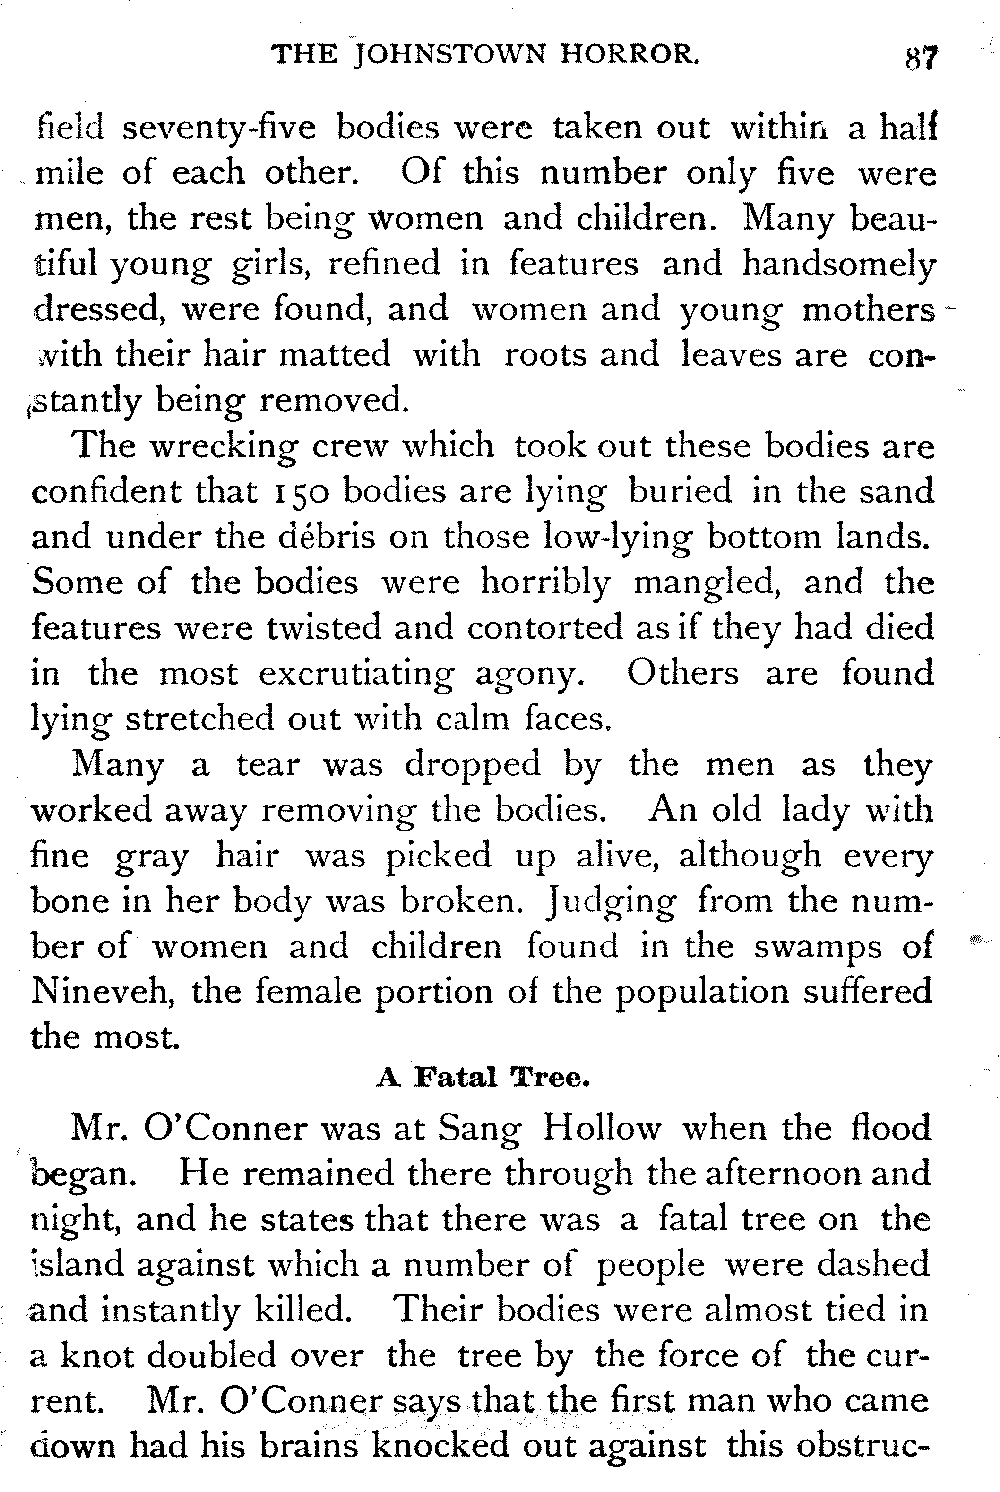 THE JOHNSTOWN HORROR. 87
field seventy-five bodies were taken out within a half
mile of each other. Of this number only five were
men, the rest being women and children. Many beau-
tiful young girls, refined in features and handsomely
dressed, were found, and women and young mothers
with their hair matted with roots and leaves are con-
stantly being removed.
The wrecking crew which took out these bodies are
confident that 150 bodies are lying buried in the sand
and under the débris on those low-lying bottom lands.
Some of the bodies were horribly mangled, and the
features were twisted and contorted as if they had died
in the most excrutiating agony. Others are found
lying stretched out with calm faces.
Many a tear was dropped by the men as they
worked away removing the bodies. An old lady with
fine gray hair was picked up alive, although every
bone in her body was broken. Judging from the num-
ber of women and children found in the swamps of
Nineveh, the female portion of the population suffered
the most.
A Fatal Tree.
Mr. O'Conner was at Sang Hollow when the flood
began. He remained there through the afternoon and
night, and he states that there was a fatal tree on the
island against which a number of people were dashed
and instantly killed. Their bodies were almost tied in
a knot doubled over the tree by the force of the cur-
rent. Mr. O'Conner says that the first man who came
down had his brains knocked out against this obstruc-